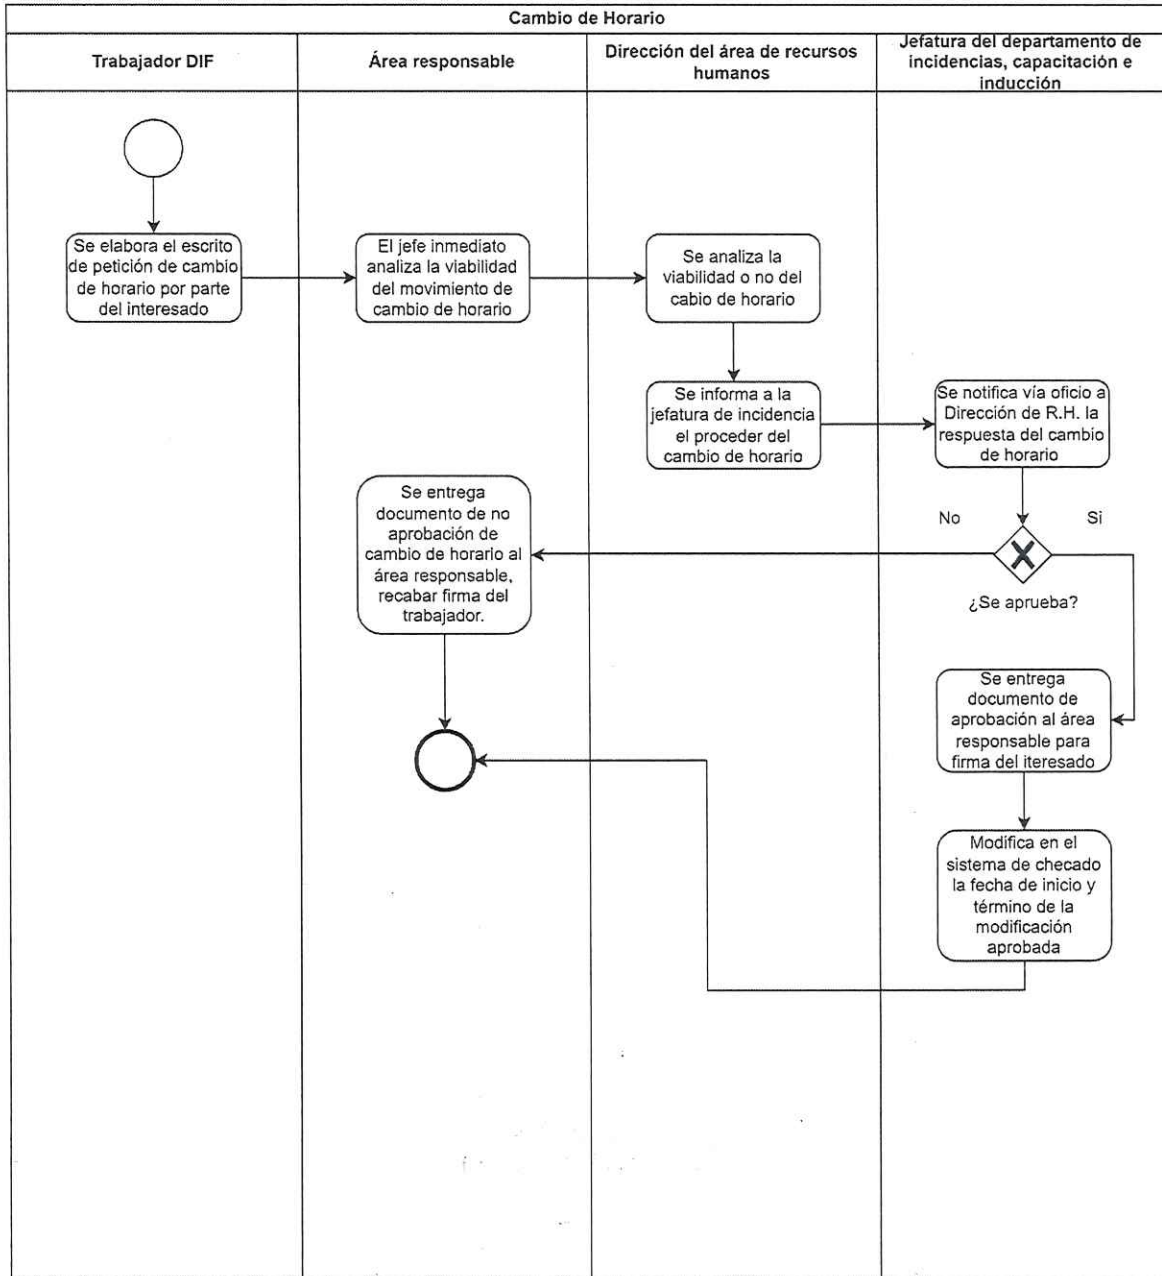 Cambio de Horario
Trabajador DIF
Área responsable
Dirección del área de recursos
humanos
Jefatura del departamento de
incidencias, capacitación e
inducción
Se elabora el escrito
de petición de cambio
de horario por parte
del interesado
El jefe inmediato
analiza la viabilidad
del movimiento de
cambio de horario
Se analiza la
viabilidad o no del
cabio de horario
Se informa a la
jefatura de incidencia
el proceder del
cambio de horario
Se notifica vía oficio a
Dirección de R.H. la
respuesta del cambio
de horario
No
Si
¿Se aprueba?
Se entrega
documento de no
aprobación de
cambio de horario al
área responsable,
recabar firma del
trabajador.
Se entrega
documento de
aprobación al área
responsable para
firma del iteresado
Modifica en el
sistema de checado
la fecha de inicio y
término de la
modificación
aprobada